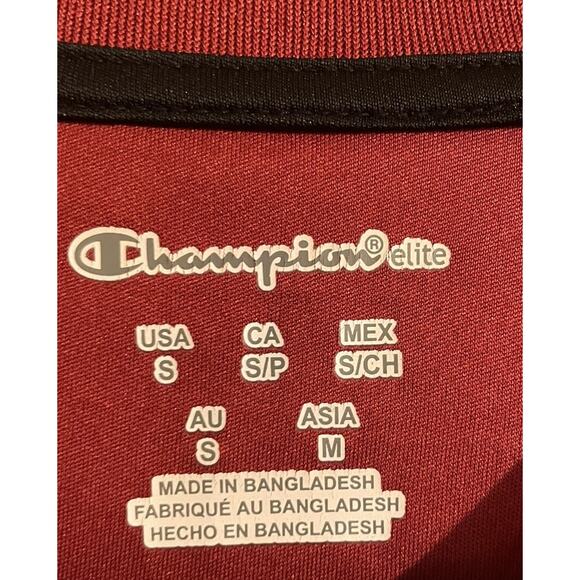 Champion® elite
USA CA MEX
S S/P S/CH
AU ASIA
S M
MADE IN BANGLADESH
FABRIQUÉ AU BANGLADESH
HECHO EN BANGLADESH